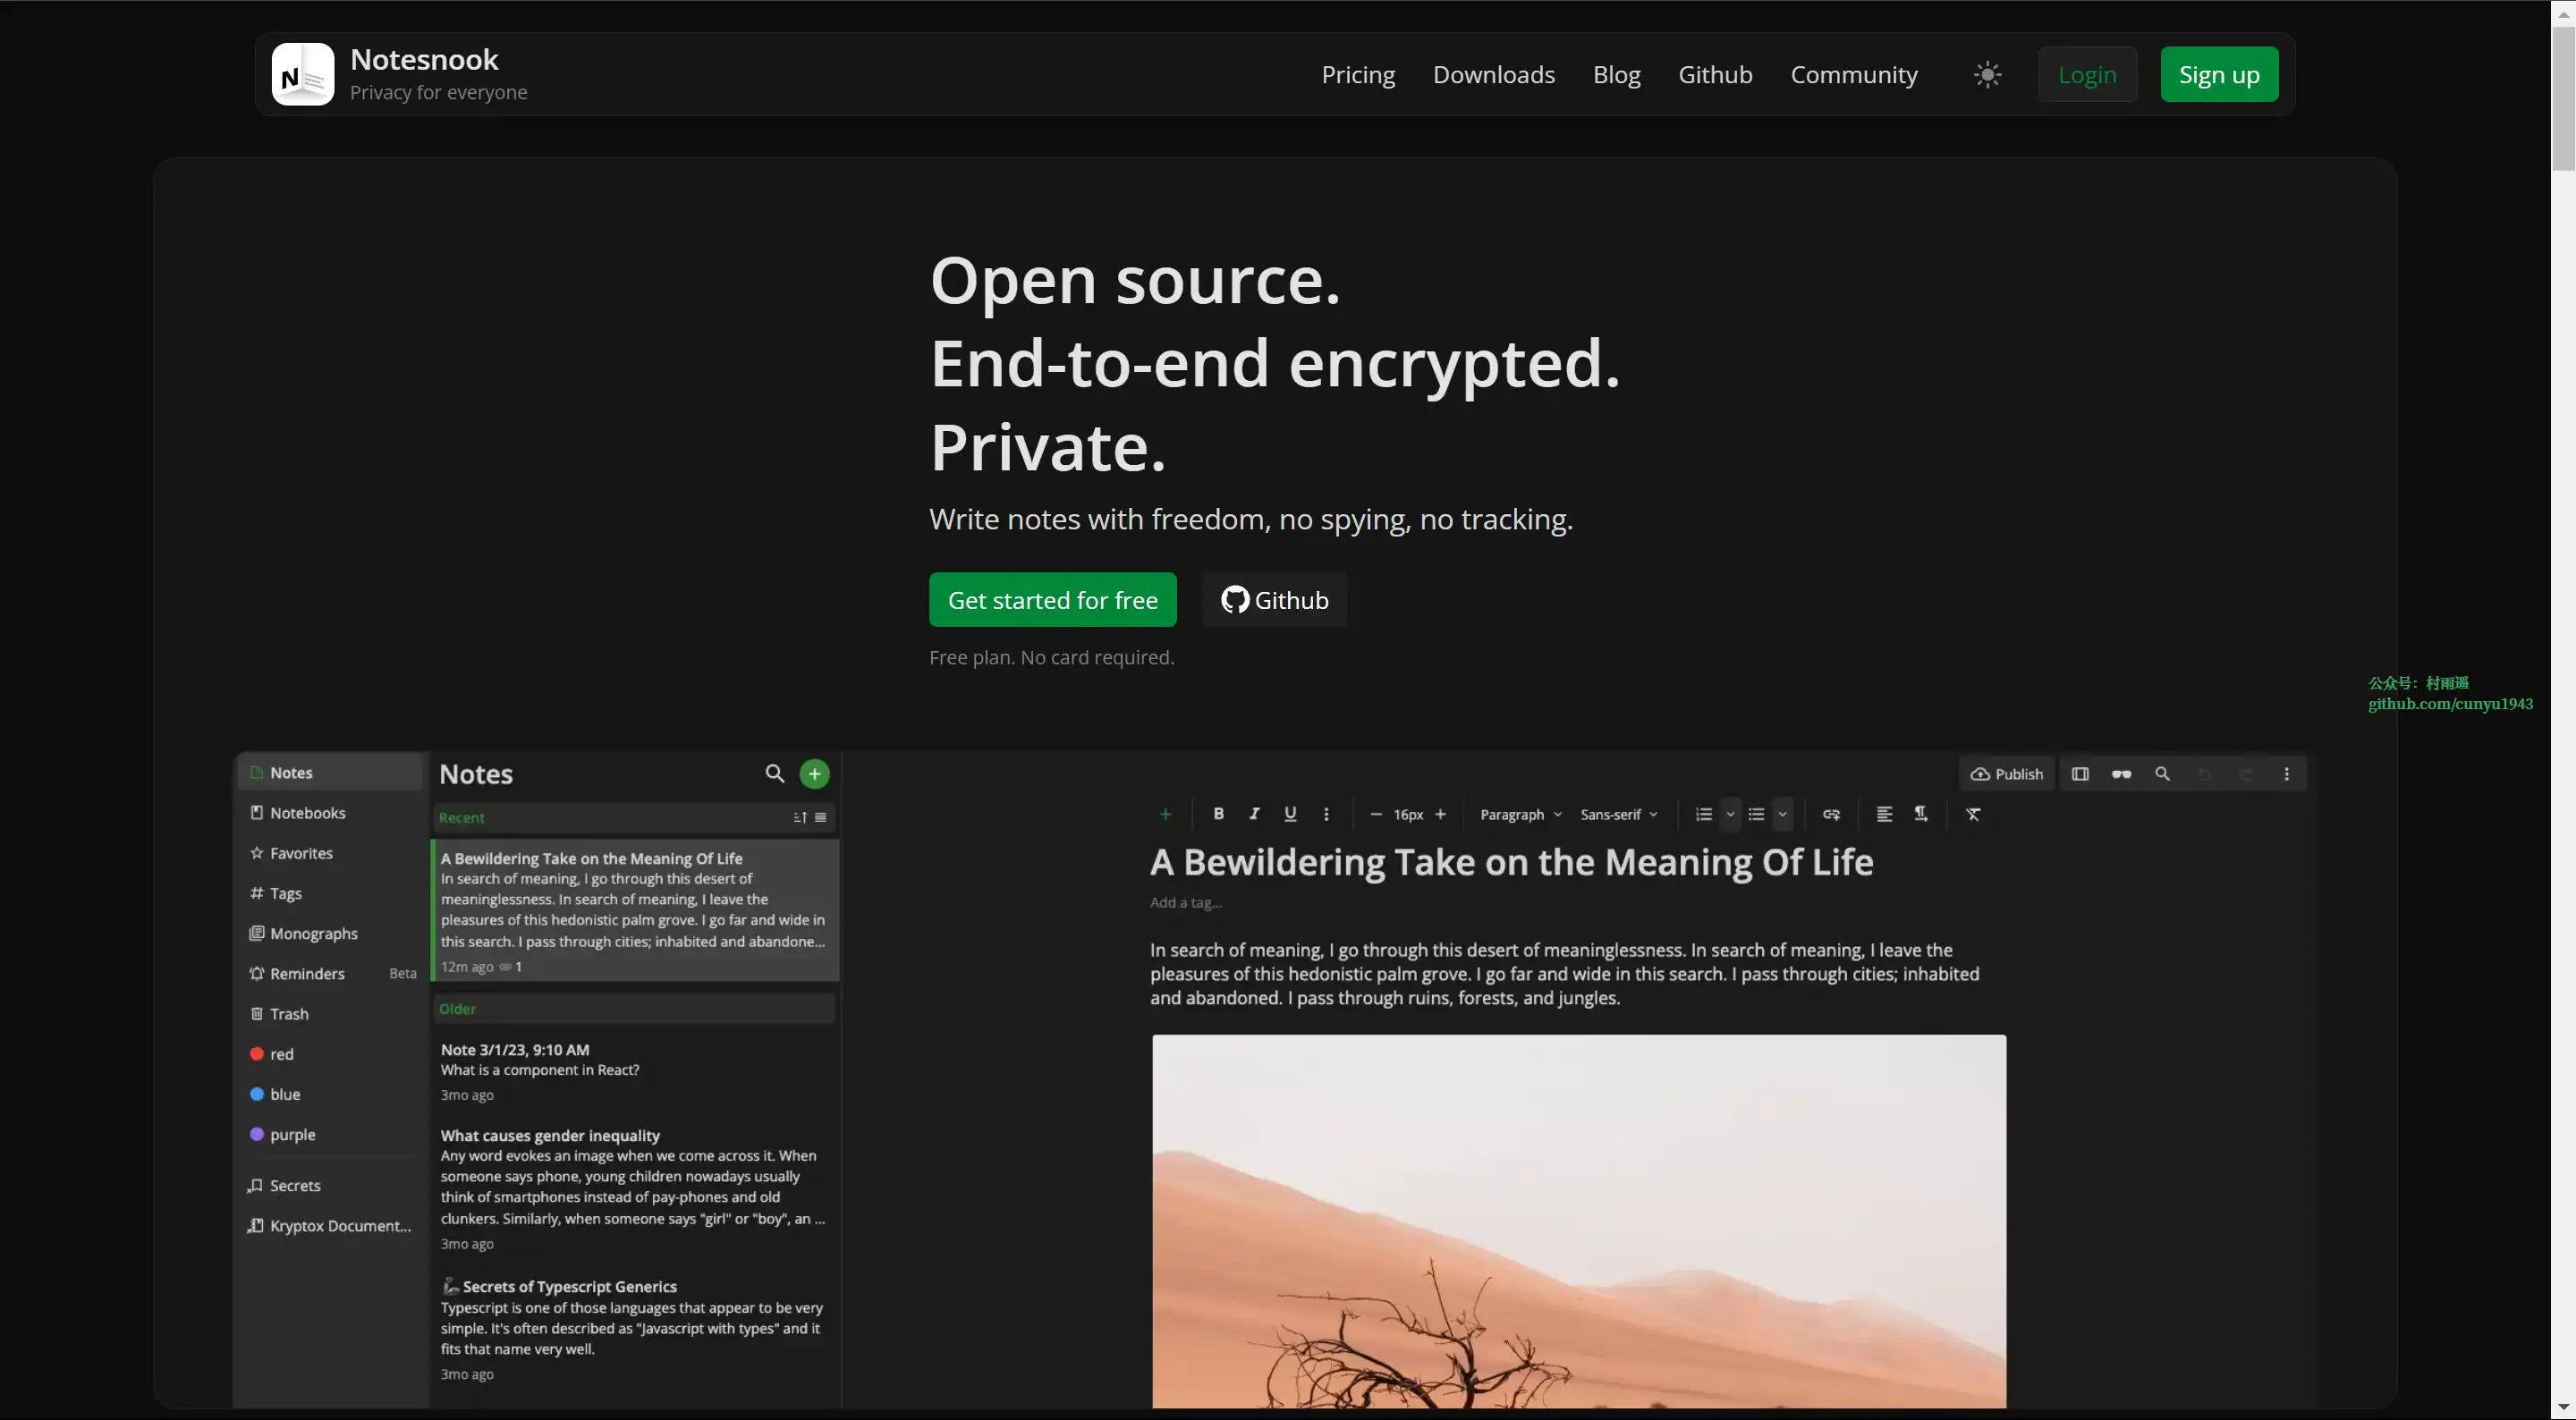 Notesnook
Privacy for everyone
Pricing
Downloads
Blog
Github
Community
Login
Sign up
Open source.
End-to-end encrypted.
Private.
Write notes with freedom, no spying, no tracking.
Get started for free
Github
Free plan. No card required.
公众号：村雨遥
github.com/cunyu1943
Notes
Notebooks
Favorites
Tags
Monographs
Reminders Beta
Trash
red
blue
purple
Secrets
Kryptox Document...
Notes
Recent
A Bewildering Take on the Meaning Of Life
In search of meaning, I go through this desert of
meaninglessness. In search of meaning, I leave the
pleasures of this hedonistic palm grove. I go far and wide in
this search. I pass through cities; inhabited and abandone...
12m ago 1
Older
Note 3/1/23, 9:10 AM
What is a component in React?
3mo ago
What causes gender inequality
Any word evokes an image when we come across it. When
someone says phone, young children nowadays usually
think of smartphones instead of pay-phones and old
clunkers. Similarly, when someone says "girl" or "boy", an ...
3mo ago
Secrets of Typescript Generics
Typescript is one of those languages that appear to be very
simple. It's often described as "Javascript with types" and it
fits that name very well.
3mo ago
Publish
B I U 16px Paragraph Sans-serif
A Bewildering Take on the Meaning Of Life
Add a tag...
In search of meaning, I go through this desert of meaninglessness. In search of meaning, I leave the
pleasures of this hedonistic palm grove. I go far and wide in this search. I pass through cities; inhabited
and abandoned. I pass through ruins, forests, and jungles.